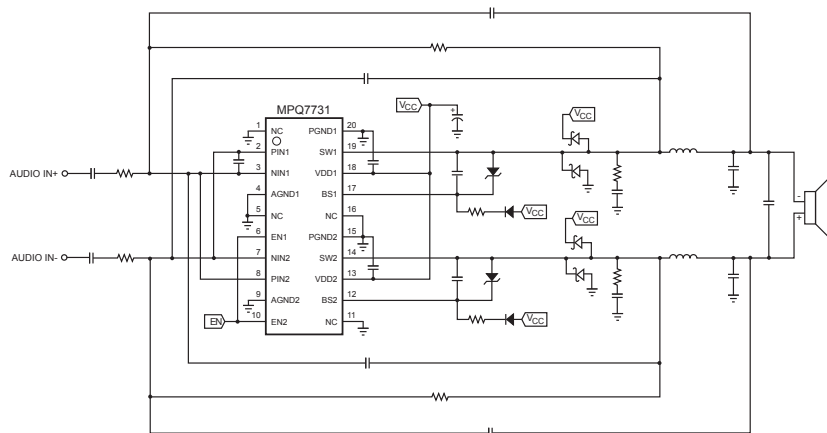 MPQ7731
VCC
VCC
1 NC PGND1 20
2 PIN1 SW1 19
3 NIN1 VDD1 18
4 AGND1 BS1 17
5 NC NC 16
6 EN1 PGND2 15
7 NIN2 SW2 14
8 PIN2 VDD2 13
9 AGND2 BS2 12
10 EN2 NC 11
AUDIO IN+
AUDIO IN-
EN
VCC
VCC
VCC
-
+
+